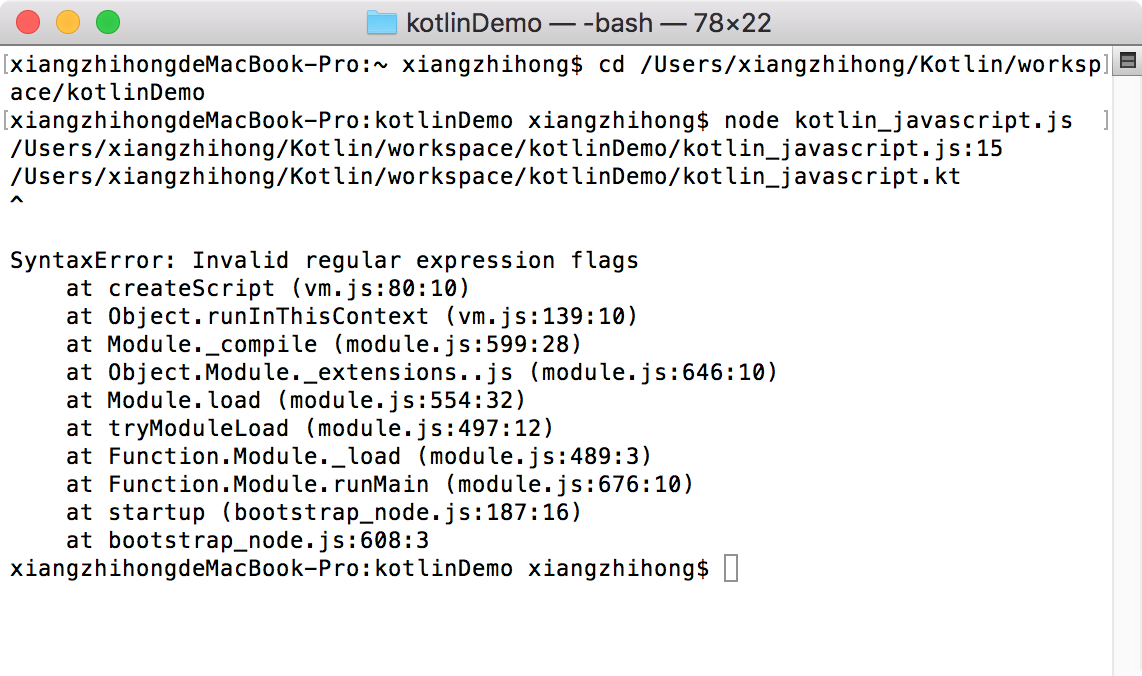 kotlinDemo — -bash — 78×22
[xiangzhihongdeMacBook-Pro:~ xiangzhihong$ cd /Users/xiangzhihong/Kotlin/worksp]
ace/kotlinDemo
[xiangzhihongdeMacBook-Pro:kotlinDemo xiangzhihong$ node kotlin_javascript.js  ]
/Users/xiangzhihong/Kotlin/workspace/kotlinDemo/kotlin_javascript.js:15
/Users/xiangzhihong/Kotlin/workspace/kotlinDemo/kotlin_javascript.kt
^
SyntaxError: Invalid regular expression flags
    at createScript (vm.js:80:10)
    at Object.runInThisContext (vm.js:139:10)
    at Module._compile (module.js:599:28)
    at Object.Module._extensions..js (module.js:646:10)
    at Module.load (module.js:554:32)
    at tryModuleLoad (module.js:497:12)
    at Function.Module._load (module.js:489:3)
    at Function.Module.runMain (module.js:676:10)
    at startup (bootstrap_node.js:187:16)
    at bootstrap_node.js:608:3
xiangzhihongdeMacBook-Pro:kotlinDemo xiangzhihong$